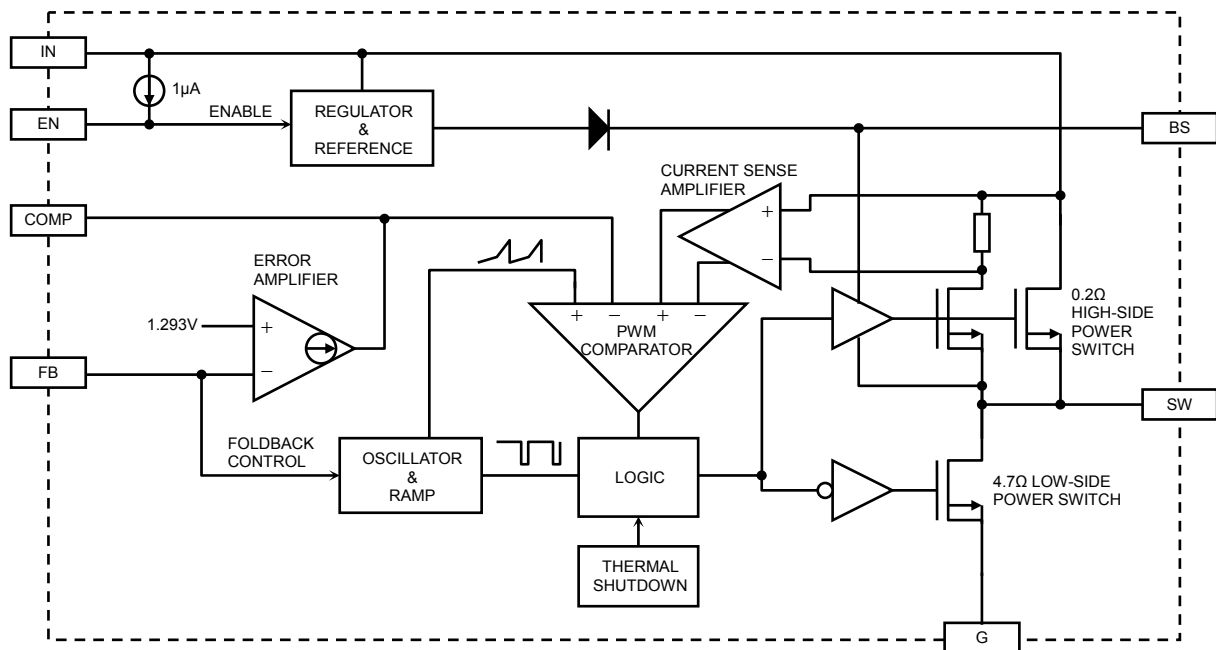 IN
1µA
EN
ENABLE
REGULATOR
&
REFERENCE
BS
CURRENT SENSE
AMPLIFIER
+
−
COMP
ERROR
AMPLIFIER
1.293V
+
−
+ − + −
PWM
COMPARATOR
0.2Ω
HIGH-SIDE
POWER
SWITCH
FB
SW
FOLDBACK
CONTROL
OSCILLATOR
&
RAMP
LOGIC
4.7Ω LOW-SIDE
POWER SWITCH
THERMAL
SHUTDOWN
G